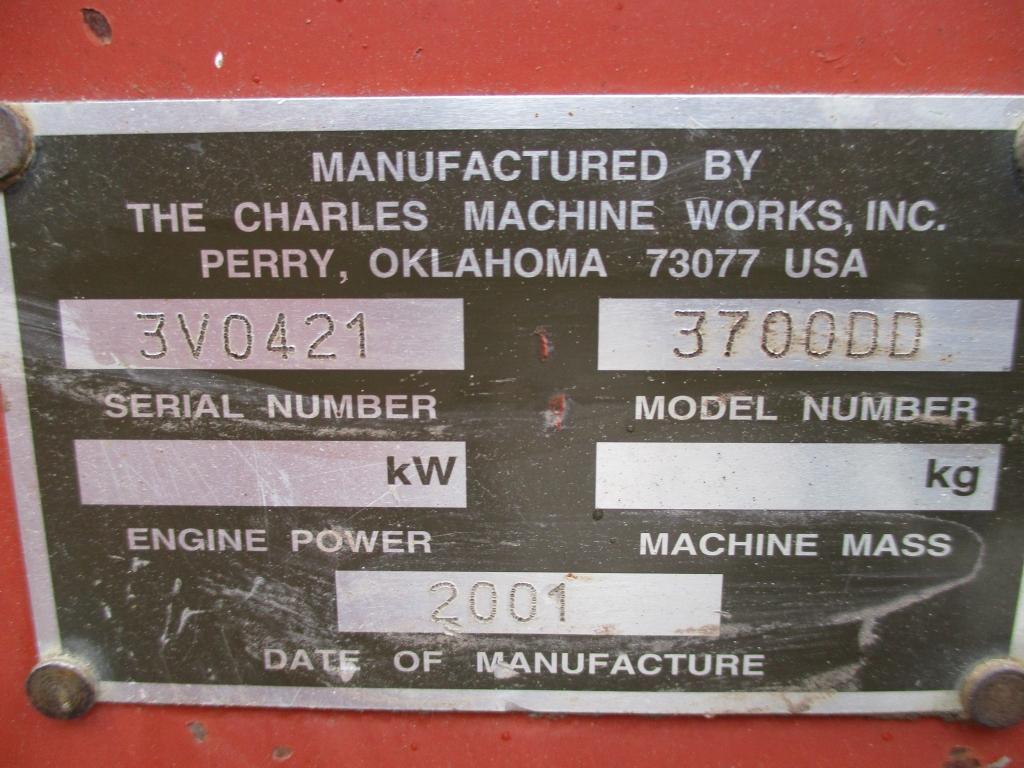 MANUFACTURED BY
THE CHARLES MACHINE WORKS, INC.
PERRY, OKLAHOMA 73077 USA
3V0421 3700DD
SERIAL NUMBER MODEL NUMBER
kW kg
ENGINE POWER MACHINE MASS
2001
DATE OF MANUFACTURE